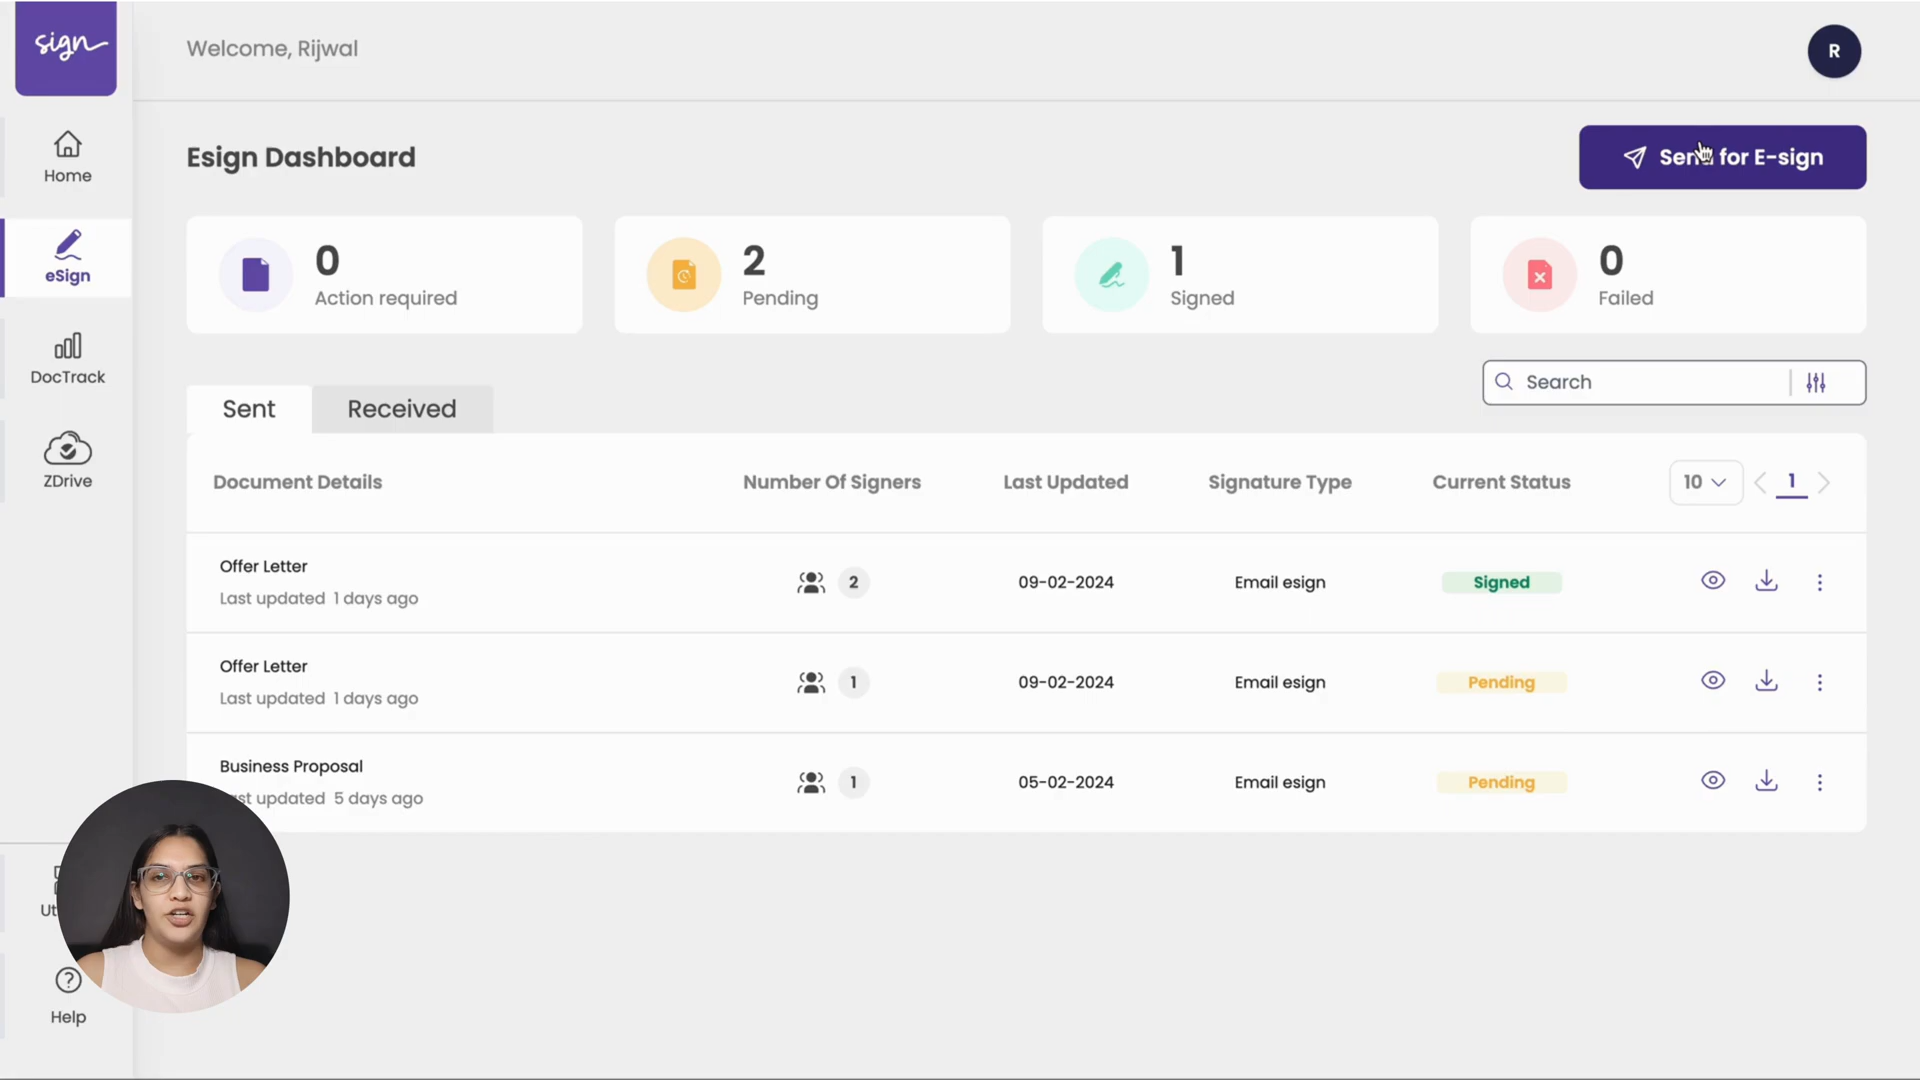 sign
Welcome, Rijwal
R
Home
eSign
DocTrack
ZDrive
Help
Esign Dashboard
for E-sign
0
Action required
2
Pending
1
Signed
0
Failed
Search
Sent
Received
Document Details
Number Of Signers
Last Updated
Signature Type
Current Status
10
1
Offer Letter
Last updated 1 days ago
2
09-02-2024
Email esign
Signed
Offer Letter
Last updated 1 days ago
1
09-02-2024
Email esign
Pending
Business Proposal
updated 5 days ago
1
05-02-2024
Email esign
Pending